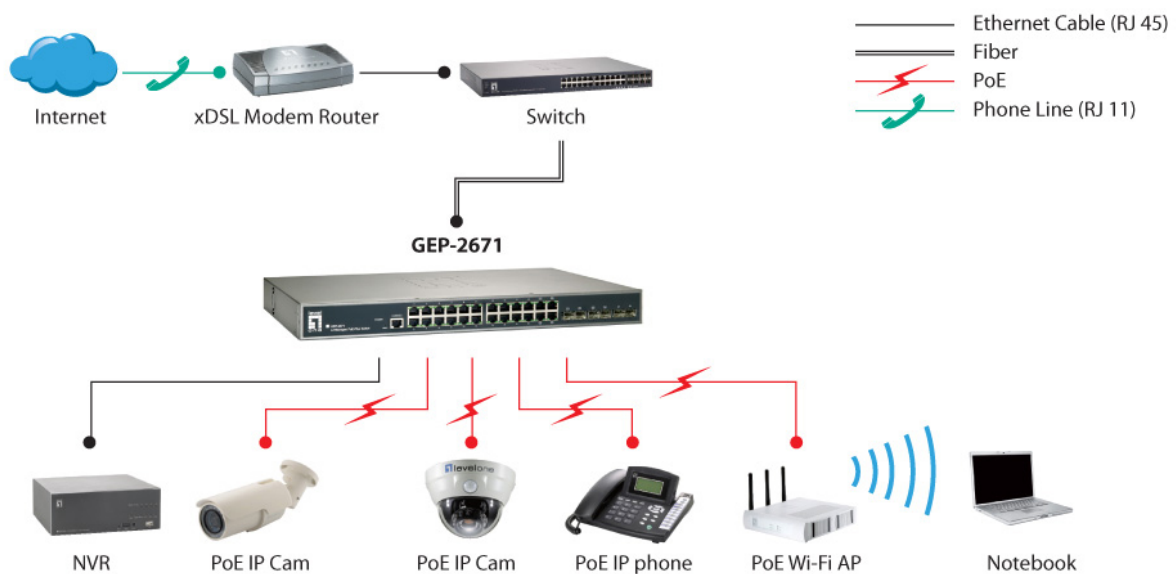 Ethernet Cable (RJ 45)
Fiber
PoE
Phone Line (RJ 11)
Internet
xDSL Modem Router
Switch
GEP-2671
levelone
NVR
PoE IP Cam
PoE IP Cam
PoE IP phone
PoE Wi-Fi AP
Notebook